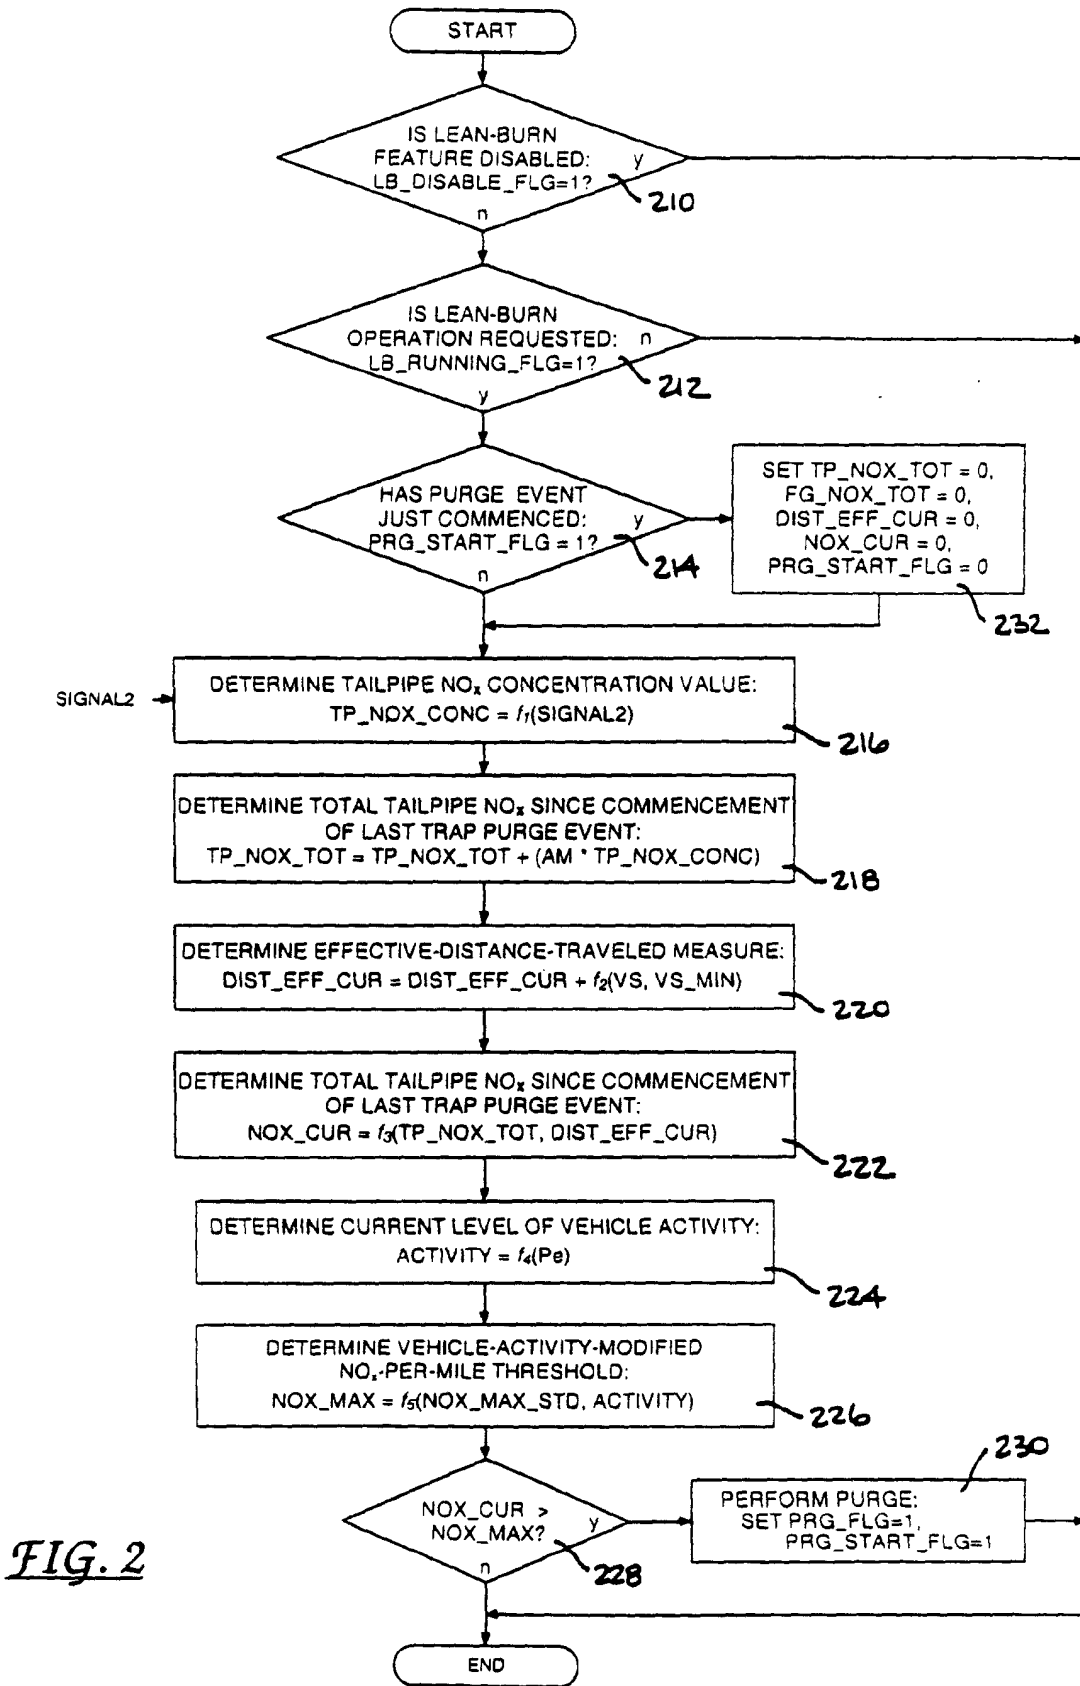 START
IS LEAN-BURN
FEATURE DISABLED: y
LB_DISABLE_FLG=1?
210
n
IS LEAN-BURN
OPERATION REQUESTED: n
LB_RUNNING_FLG=1?
212
y
HAS PURGE EVENT
JUST COMMENCED: y
PRG_START_FLG = 1?
214
n
SET TP_NOX_TOT = 0,
FG_NOX_TOT = 0,
DIST_EFF_CUR = 0,
NOX_CUR = 0,
PRG_START_FLG = 0
232
SIGNAL2
DETERMINE TAILPIPE NOx CONCENTRATION VALUE:
TP_NOX_CONC = f1(SIGNAL2)
216
DETERMINE TOTAL TAILPIPE NOx SINCE COMMENCEMENT
OF LAST TRAP PURGE EVENT:
TP_NOX_TOT = TP_NOX_TOT + (AM * TP_NOX_CONC)
218
DETERMINE EFFECTIVE-DISTANCE-TRAVELED MEASURE:
DIST_EFF_CUR = DIST_EFF_CUR + f2(VS, VS_MIN)
220
DETERMINE TOTAL TAILPIPE NOx SINCE COMMENCEMENT
OF LAST TRAP PURGE EVENT:
NOX_CUR = f3(TP_NOX_TOT, DIST_EFF_CUR)
222
DETERMINE CURRENT LEVEL OF VEHICLE ACTIVITY:
ACTIVITY = f4(Pe)
224
DETERMINE VEHICLE-ACTIVITY-MODIFIED
NOx-PER-MILE THRESHOLD:
NOX_MAX = f5(NOX_MAX_STD, ACTIVITY)
226
NOX_CUR >
NOX_MAX? y
228
n
230
PERFORM PURGE:
SET PRG_FLG=1,
PRG_START_FLG=1
FIG. 2
END